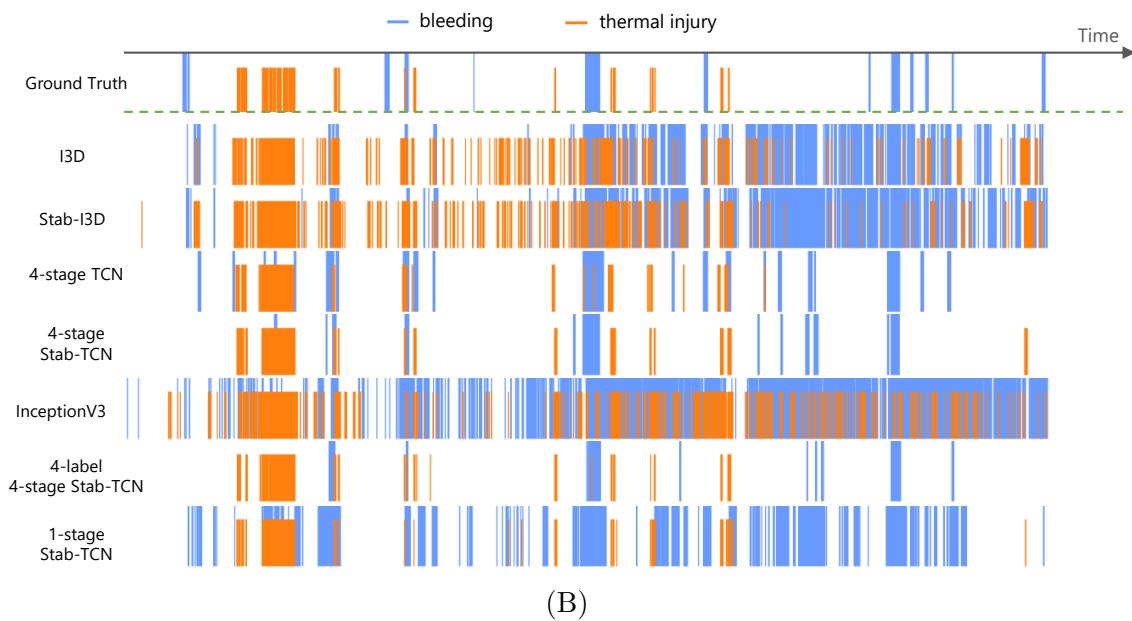 bleeding
thermal injury
Time
Ground Truth
I3D
Stab-I3D
4-stage TCN
4-stage
Stab-TCN
InceptionV3
4-label
4-stage Stab-TCN
1-stage
Stab-TCN
(B)